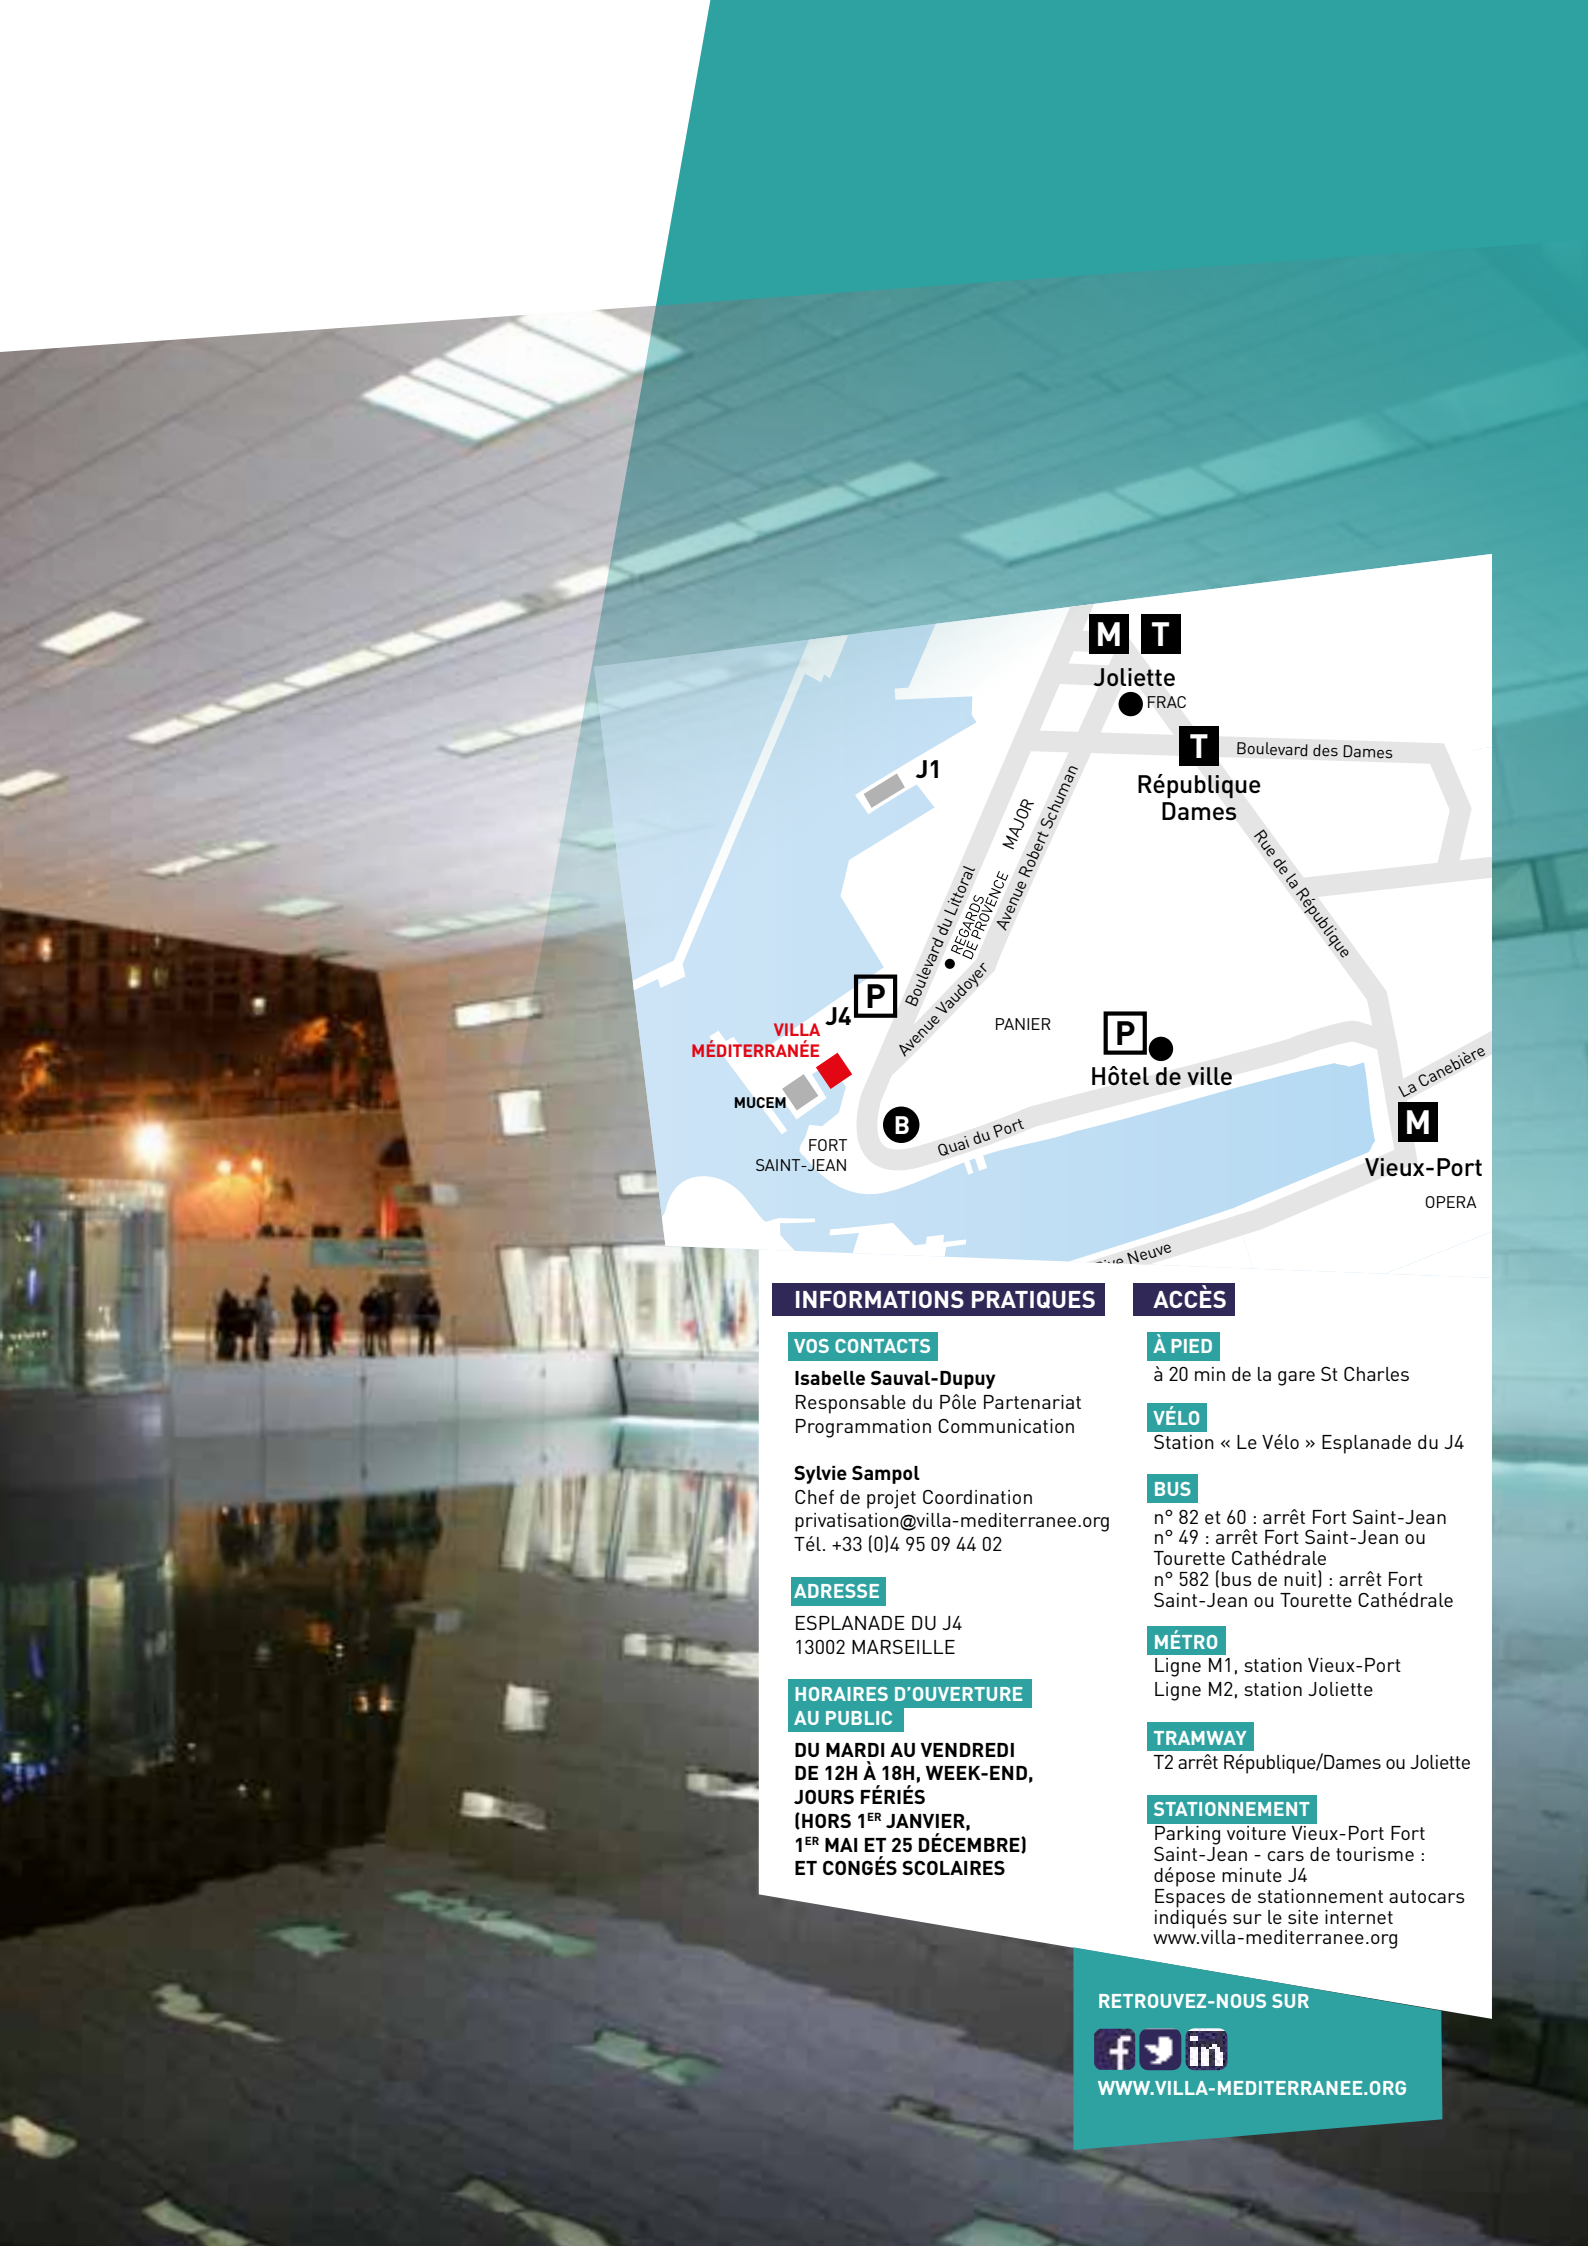 M T
Joliette
FRAC
T
Boulevard des Dames
République
Dames
J1
MAJOR
Avenue Robert Schuman
Rue de la République
Boulevard du Littoral
REGARDS
DE PROVENCE
Avenue Vaudoyer
P
J4
VILLA
MÉDITERRANÉE
MUCEM
PANIER
P
Hôtel de ville
La Canebière
M
Vieux-Port
OPERA
B
Quai du Port
FORT
SAINT-JEAN
Neuve
INFORMATIONS PRATIQUES
VOS CONTACTS
Isabelle Sauval-Dupuy
Responsable du Pôle Partenariat
Programmation Communication
Sylvie Sampol
Chef de projet Coordination
privatisation@villa-mediterranee.org
Tél. +33 (0)4 95 09 44 02
ADRESSE
ESPLANADE DU J4
13002 MARSEILLE
HORAIRES D'OUVERTURE
AU PUBLIC
DU MARDI AU VENDREDI
DE 12H À 18H, WEEK-END,
JOURS FÉRIÉS
(HORS 1ER JANVIER,
1ER MAI ET 25 DÉCEMBRE)
ET CONGÉS SCOLAIRES
ACCÈS
À PIED
à 20 min de la gare St Charles
VÉLO
Station « Le Vélo » Esplanade du J4
BUS
n° 82 et 60 : arrêt Fort Saint-Jean
n° 49 : arrêt Fort Saint-Jean ou
Tourette Cathédrale
n° 582 (bus de nuit) : arrêt Fort
Saint-Jean ou Tourette Cathédrale
MÉTRO
Ligne M1, station Vieux-Port
Ligne M2, station Joliette
TRAMWAY
T2 arrêt République/Dames ou Joliette
STATIONNEMENT
Parking voiture Vieux-Port Fort
Saint-Jean - cars de tourisme :
dépose minute J4
Espaces de stationnement autocars
indiqués sur le site internet
www.villa-mediterranee.org
RETROUVEZ-NOUS SUR
f in
WWW.VILLA-MEDITERRANEE.ORG